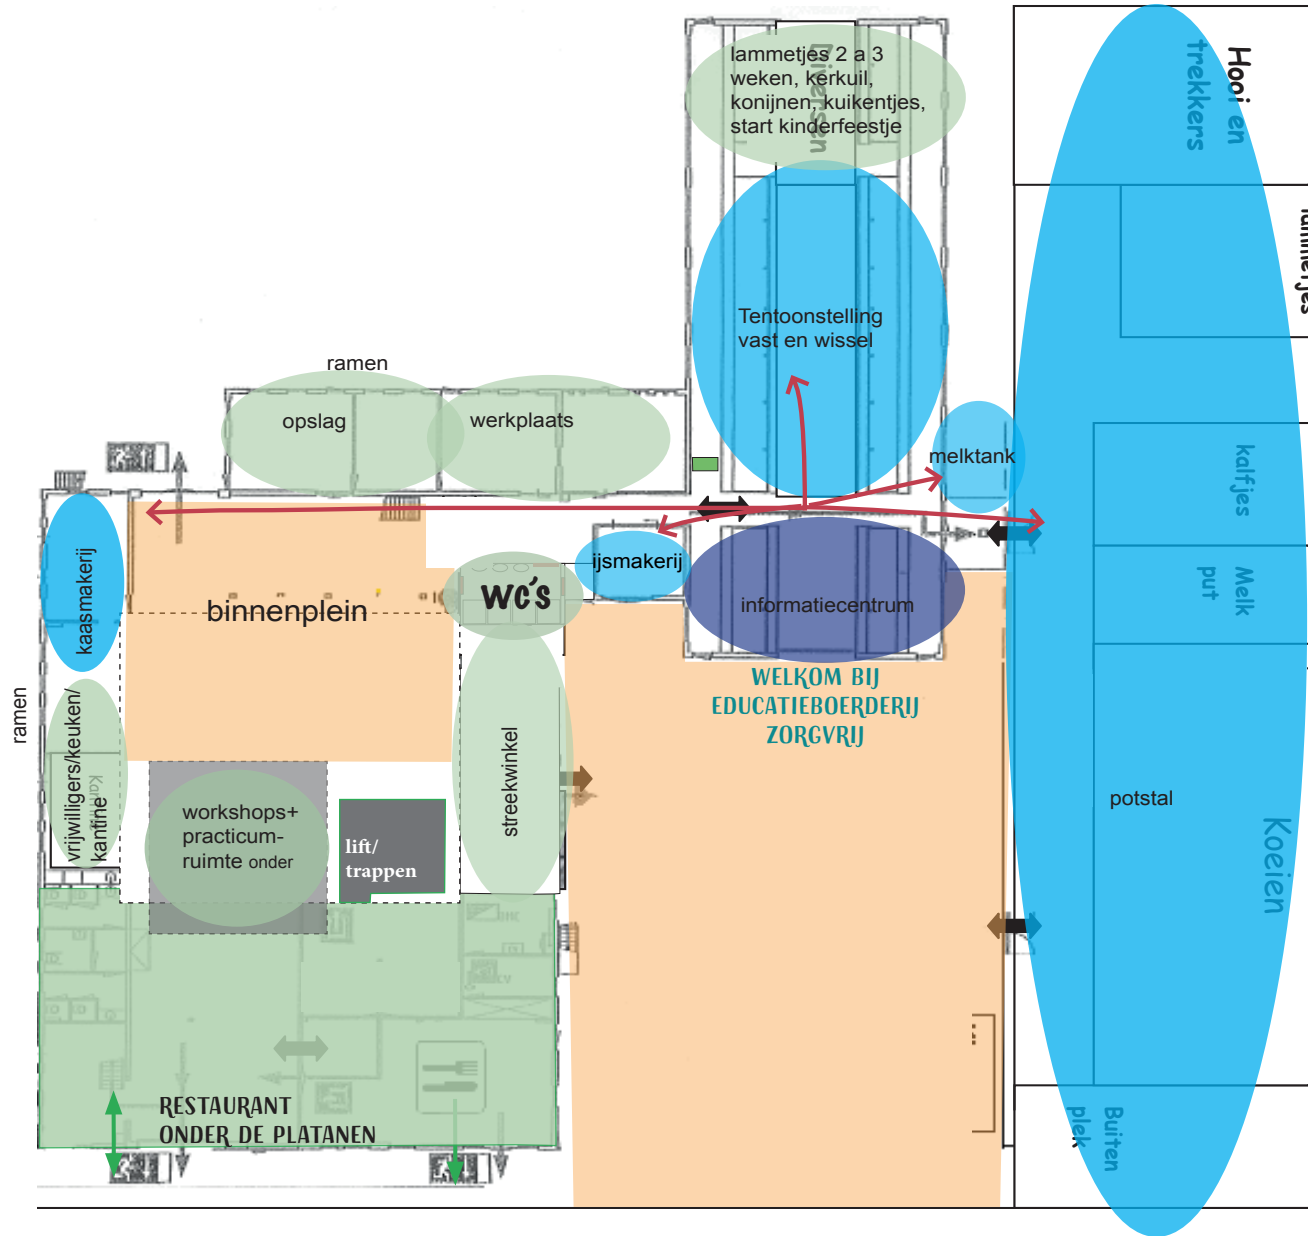 lammetjes 2 a 3
weken, kerkuil,
konijnen, kuikentjes,
start kinderfeestje
Diversen
Hooi en
trekkers
lammetjes
Tentoonstelling
vast en wissel
ramen
opslag
werkplaats
melktank
kalfjes
kaasmakerij
binnenplein
WC'S
ijsmakerij
informatiecentrum
Melk
put
WELKOM BIJ
EDUCATIEBOERDERIJ
ZORGVRIJ
ramen
vrijwilligers/keuken/
kantine
workshops+
practicum-
ruimte onder
lift/
trappen
streekwinkel
potstal
Koeien
RESTAURANT
ONDER DE PLATANEN
Buiten
plek